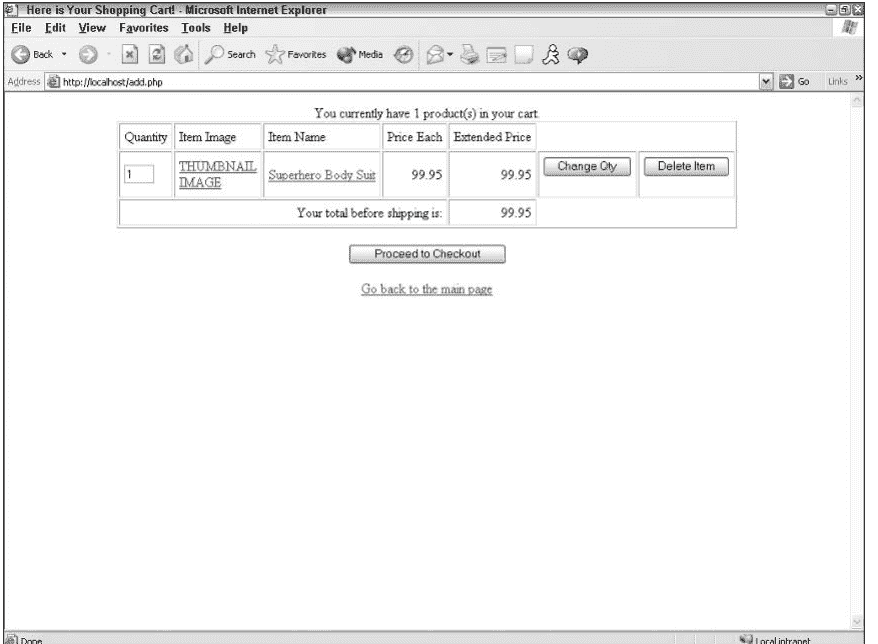 Here is Your Shopping Cart! - Microsoft Internet Explorer
File Edit View Favorites Tools Help
Back Search Favorites Media
Address http://localhost/add.php Go Links »
You currently have 1 product(s) in your cart.
Quantity Item Image Item Name Price Each Extended Price
1 THUMBNAIL IMAGE Superhero Body Suit 99.95 99.95 Change Qty Delete Item
Your total before shipping is: 99.95
Proceed to Checkout
Go back to the main page
Done Local intranet